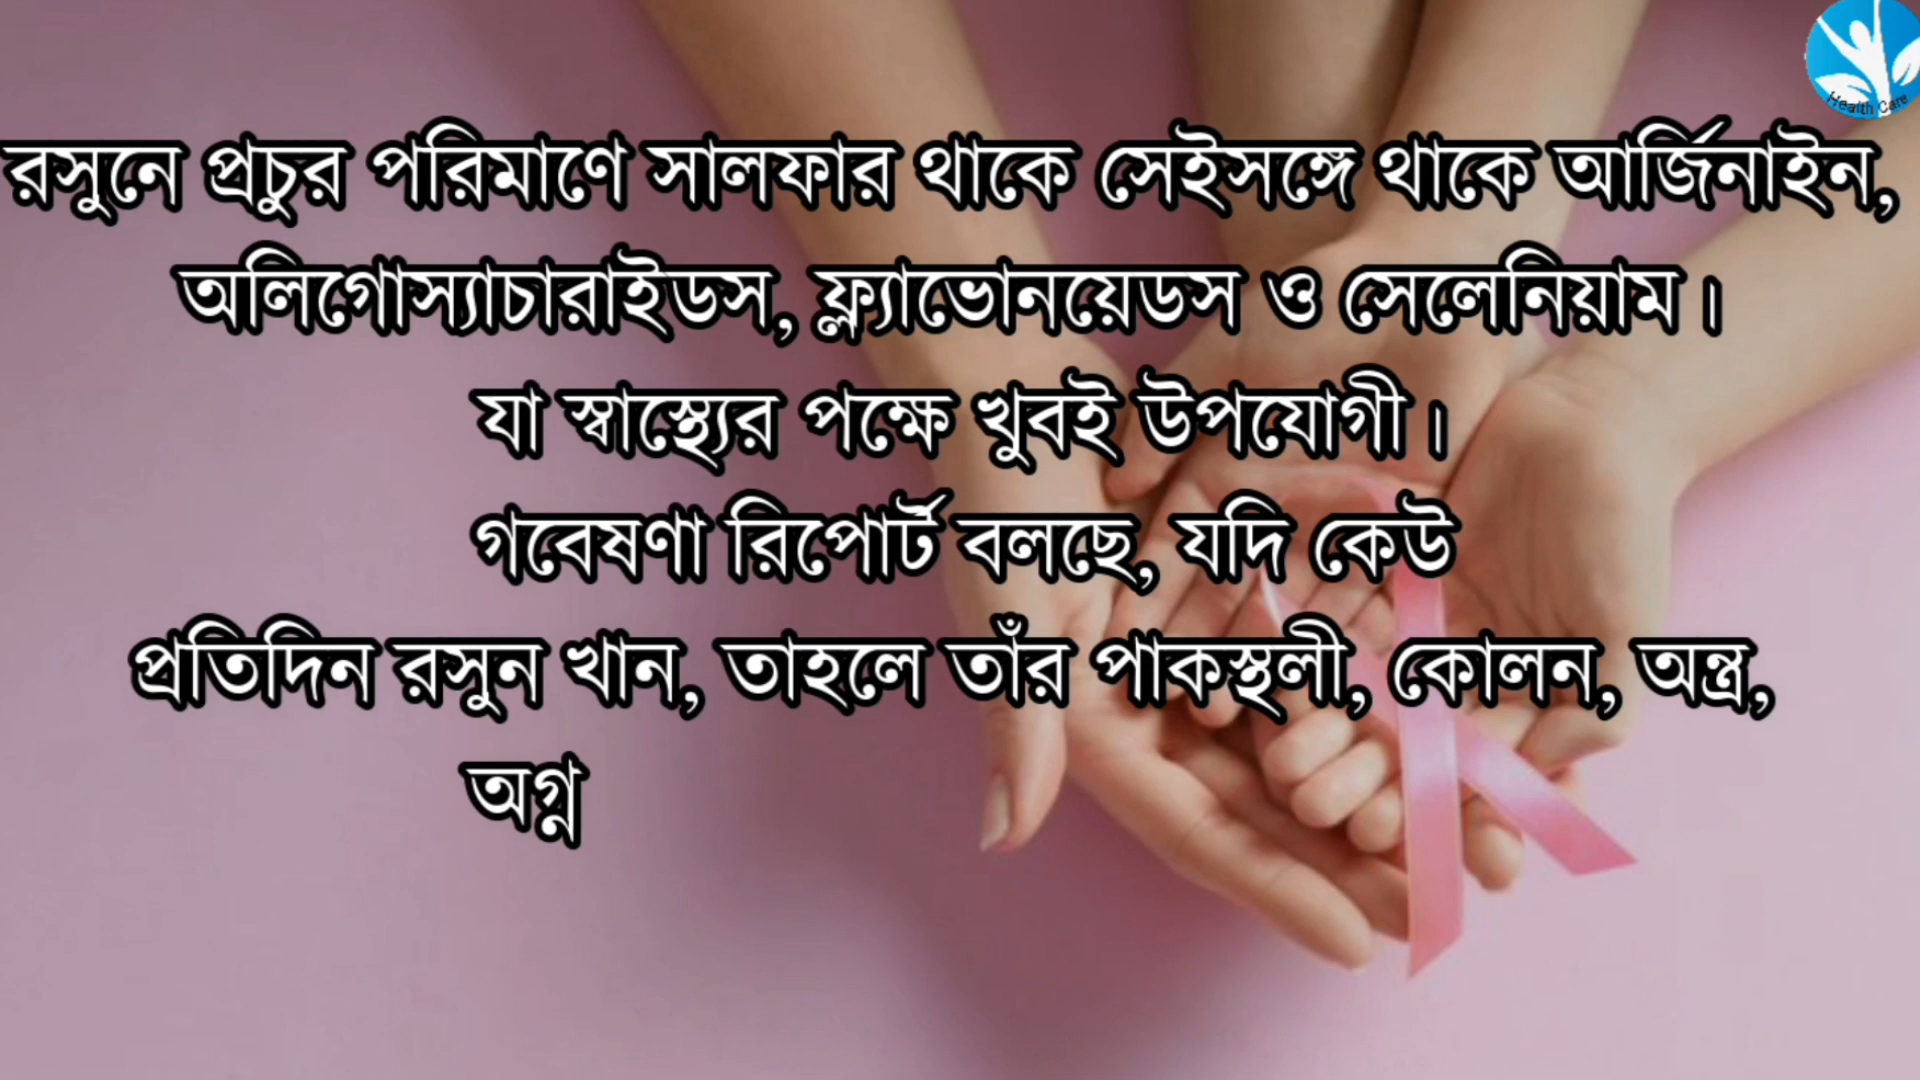 Health Care
রসুনে প্রচুর পরিমাণে সালফার থাকে সেইসঙ্গে থাকে আর্জিনাইন,
অলিগোস্যাচারাইডস, ফ্ল্যাভোনয়েডস ও সেলেনিয়াম।
যা স্বাস্থ্যের পক্ষে খুবই উপযোগী।
গবেষণা রিপোর্ট বলছে, যদি কেউ
প্রতিদিন রসুন খান, তাহলে তাঁর পাকস্থলী, কোলন, অন্ত্র,
অগ্ন